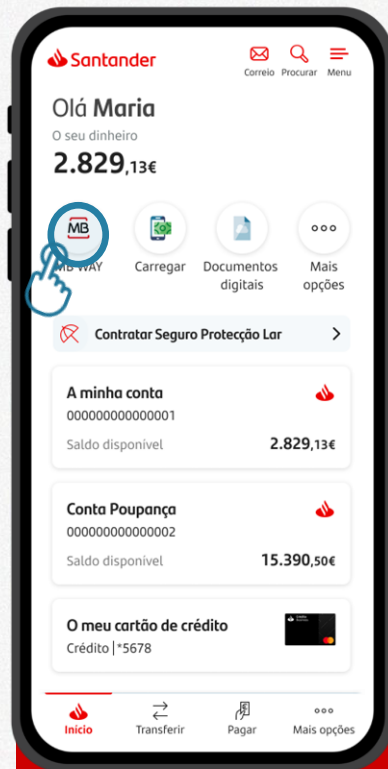 Santander
Correio Procurar Menu
Olá Maria
O seu dinheiro
2.829,13€
MB
MB WAY Carregar Documentos digitais Mais opções
Contratar Seguro Protecção Lar
A minha conta
000000000000001
Saldo disponível 2.829,13€
Conta Poupança
000000000000002
Saldo disponível 15.390,50€
O meu cartão de crédito
Crédito |*5678
Início Transferir Pagar Mais opções